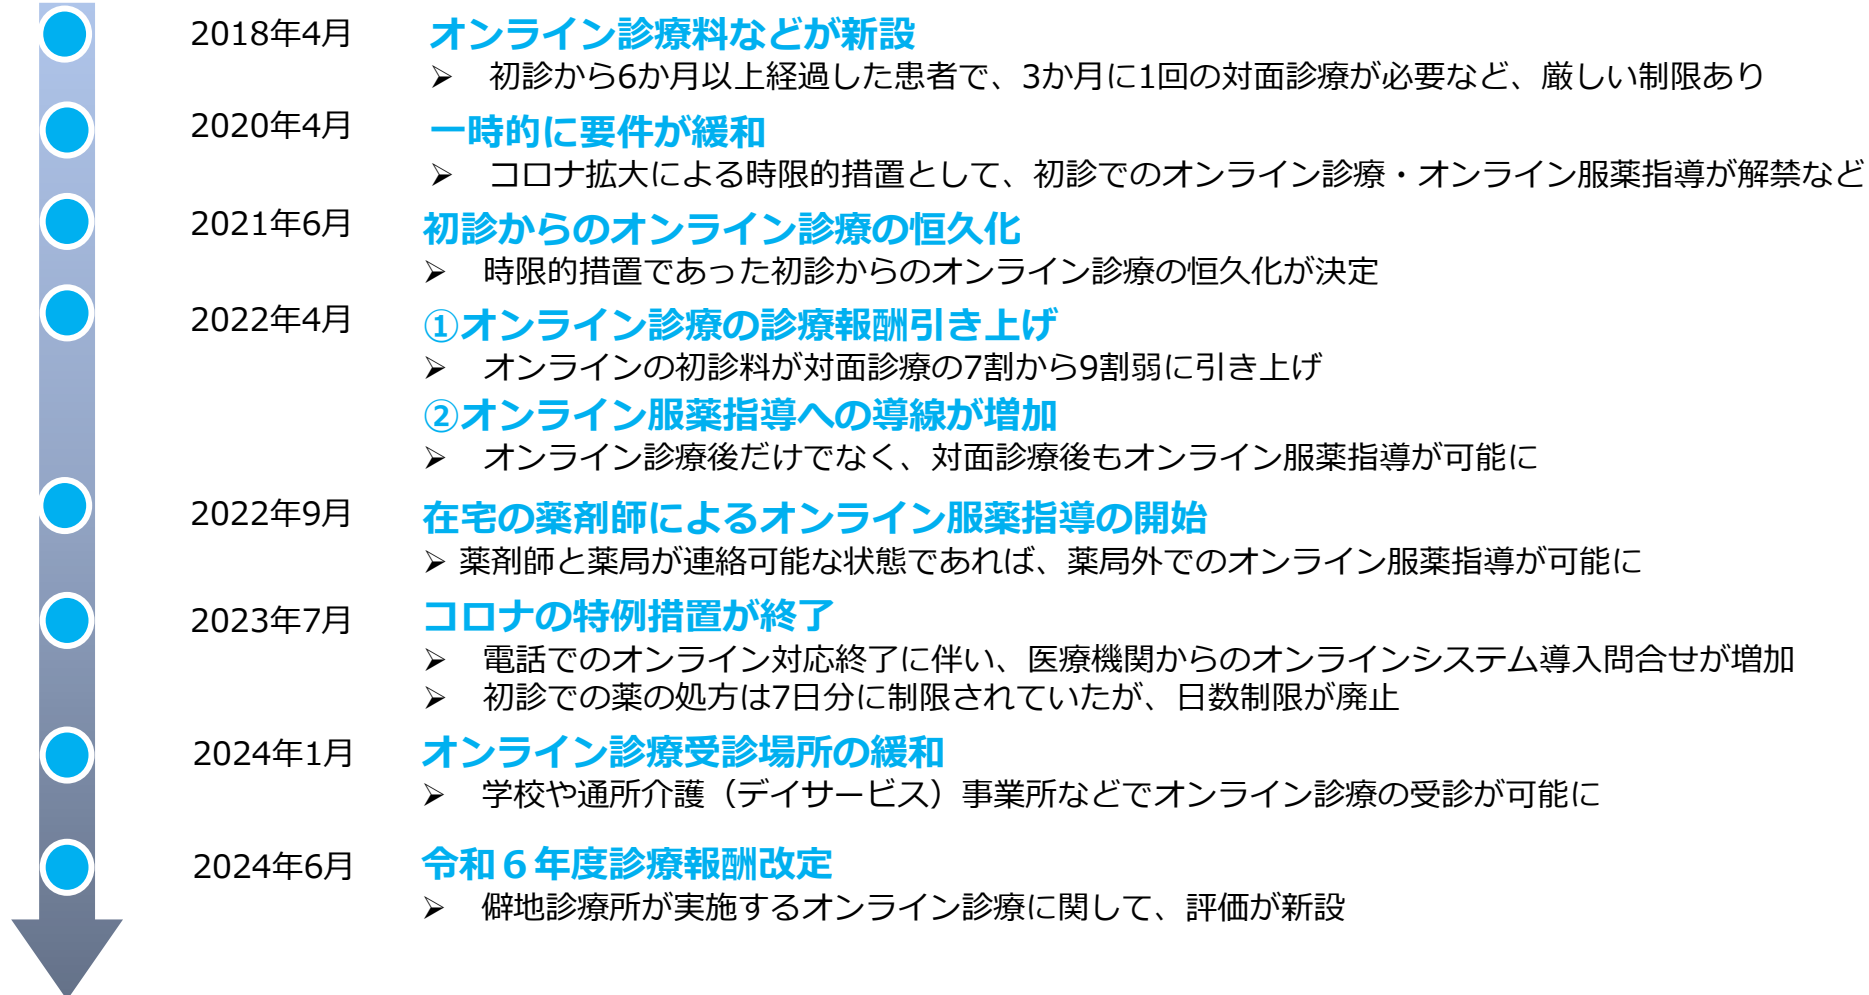 2018年4月 オンライン診療料などが新設
➢ 初診から6か月以上経過した患者で、3か月に1回の対面診療が必要など、厳しい制限あり
2020年4月 一時的に要件が緩和
➢ コロナ拡大による時限的措置として、初診でのオンライン診療・オンライン服薬指導が解禁など
2021年6月 初診からのオンライン診療の恒久化
➢ 時限的措置であった初診からのオンライン診療の恒久化が決定
2022年4月 ①オンライン診療の診療報酬引き上げ
➢ オンラインの初診料が対面診療の7割から9割弱に引き上げ
②オンライン服薬指導への導線が増加
➢ オンライン診療後だけでなく、対面診療後もオンライン服薬指導が可能に
2022年9月 在宅の薬剤師によるオンライン服薬指導の開始
➢ 薬剤師と薬局が連絡可能な状態であれば、薬局外でのオンライン服薬指導が可能に
2023年7月 コロナの特例措置が終了
➢ 電話でのオンライン対応終了に伴い、医療機関からのオンラインシステム導入問合せが増加
➢ 初診での薬の処方は7日分に制限されていたが、日数制限が廃止
2024年1月 オンライン診療受診場所の緩和
➢ 学校や通所介護（デイサービス）事業所などでオンライン診療の受診が可能に
2024年6月 令和６年度診療報酬改定
➢ 僻地診療所が実施するオンライン診療に関して、評価が新設